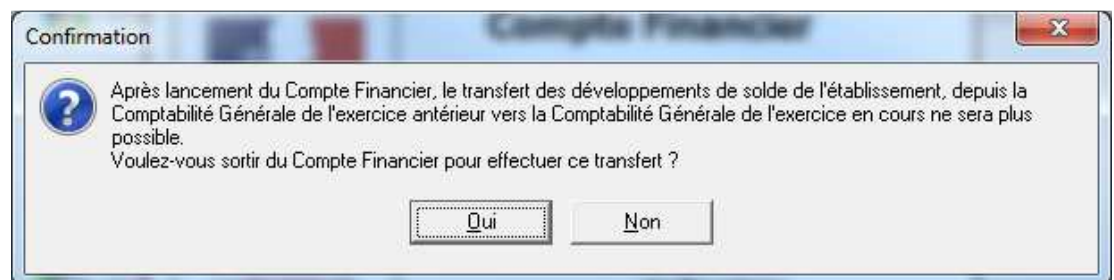 Compte Financier
Confirmation
Après lancement du Compte Financier, le transfert des développements de solde de l'établissement, depuis la
Comptabilité Générale de l'exercice antérieur vers la Comptabilité Générale de l'exercice en cours ne sera plus
possible.
Voulez-vous sortir du Compte Financier pour effectuer ce transfert ?
Oui
Non